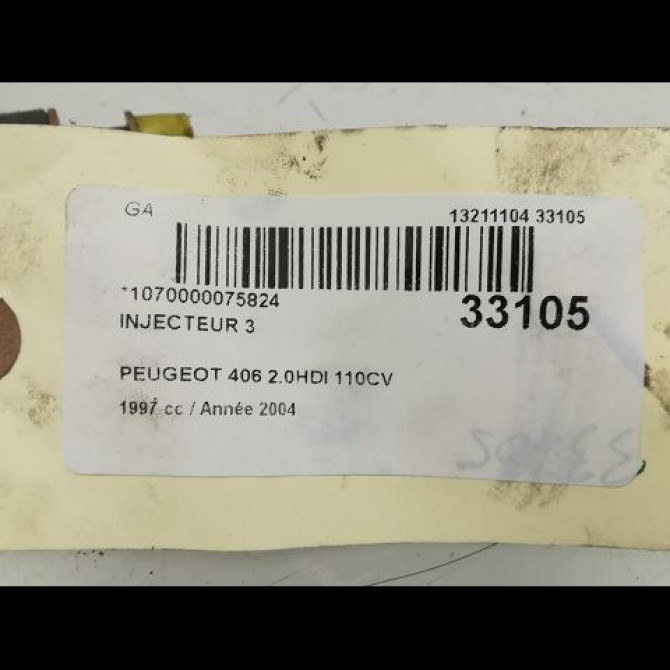 GA
13211104 33105
*1070000075824
33105
INJECTEUR 3
PEUGEOT 406 2.0HDI 110CV
1997 cc / Année 2004